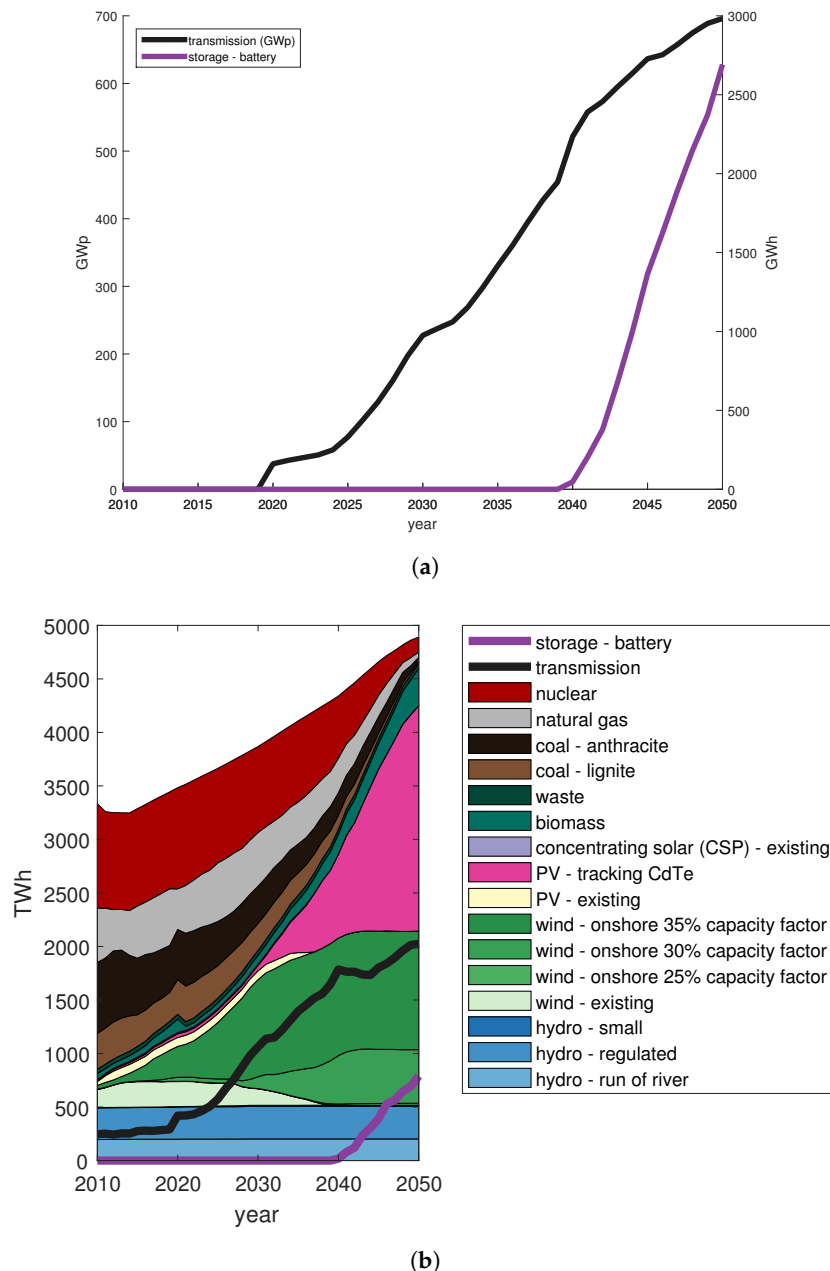 700
600
500
400
300
200
100
0
GWp
transmission (GWp)
storage - battery
3000
2500
2000
1500
1000
500
0
GWh
2010 2015 2020 2025 2030 2035 2040 2045 2050
year
(a)
5000
4500
4000
3500
3000
2500
2000
1500
1000
500
0
TWh
2010 2020 2030 2040 2050
year
storage - battery
transmission
nuclear
natural gas
coal - anthracite
coal - lignite
waste
biomass
concentrating solar (CSP) - existing
PV - tracking CdTe
PV - existing
wind - onshore 35% capacity factor
wind - onshore 30% capacity factor
wind - onshore 25% capacity factor
wind - existing
hydro - small
hydro - regulated
hydro - run of river
(b)